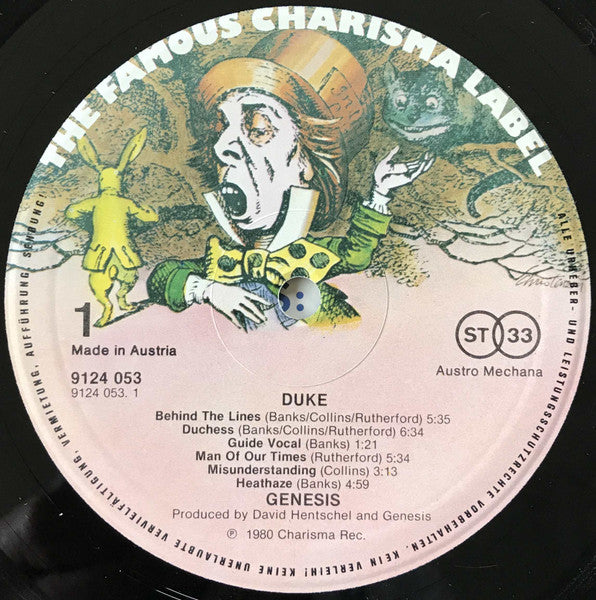 THE FAMOUS CHARISMA LABEL
1
Made in Austria
9124 053
9124 053. 1
ST 33
Austro Mechana
DUKE
Behind The Lines (Banks/Collins/Rutherford) 5:35
Duchess (Banks/Collins/Rutherford) 6:34
Guide Vocal (Banks) 1:21
Man Of Our Times (Rutherford) 5:34
Misunderstanding (Collins) 3:13
Heathaze (Banks) 4:59
GENESIS
Produced by David Hentschel and Genesis
℗ 1980 Charisma Rec.
ALLE URHEBER- UND LEISTUNGSSCHUTZRECHTE VORBEHALTEN. KEIN VERLEIH! KEINE UNERLAUBTE VERVIELFÄLTIGUNG, VERMIETUNG, AUFFÜHRUNG, SENDUNG!